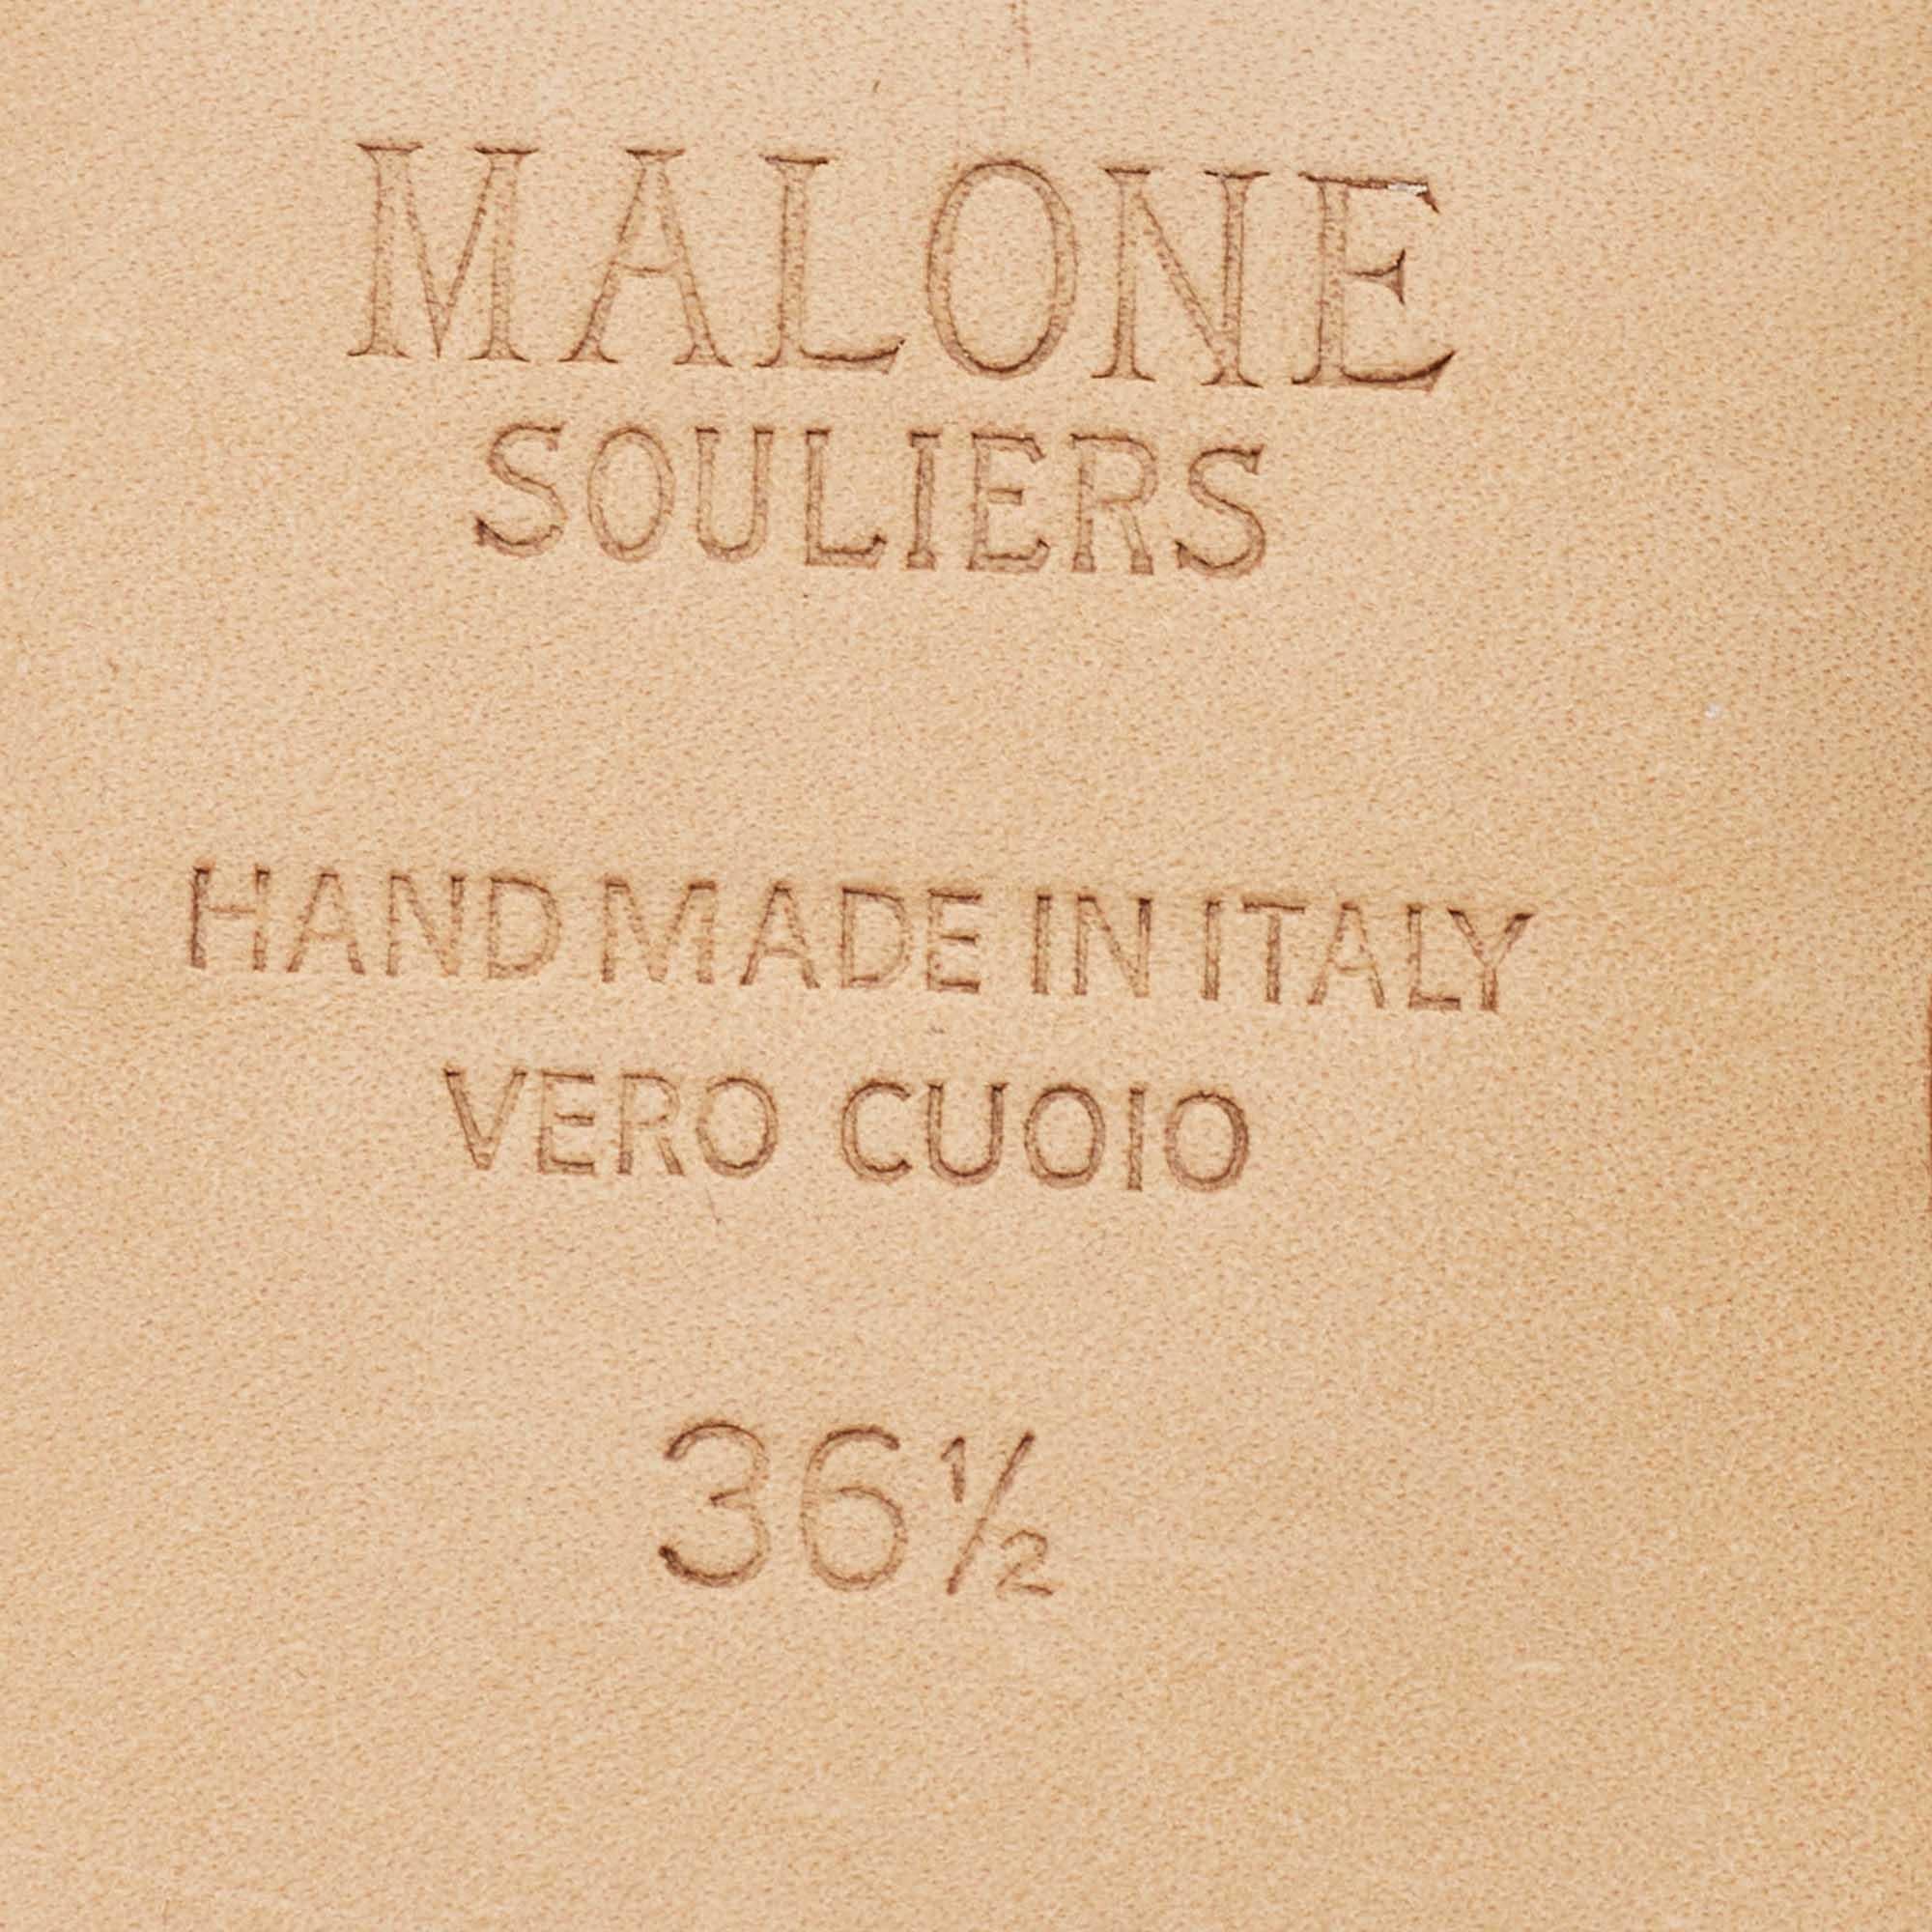 MALONE
SOULIERS
HAND MADE IN ITALY
VERO CUOIO
36½